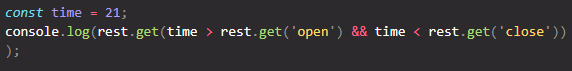 const time = 21;
console.log(rest.get(time > rest.get('open') && time < rest.get('close'))
);